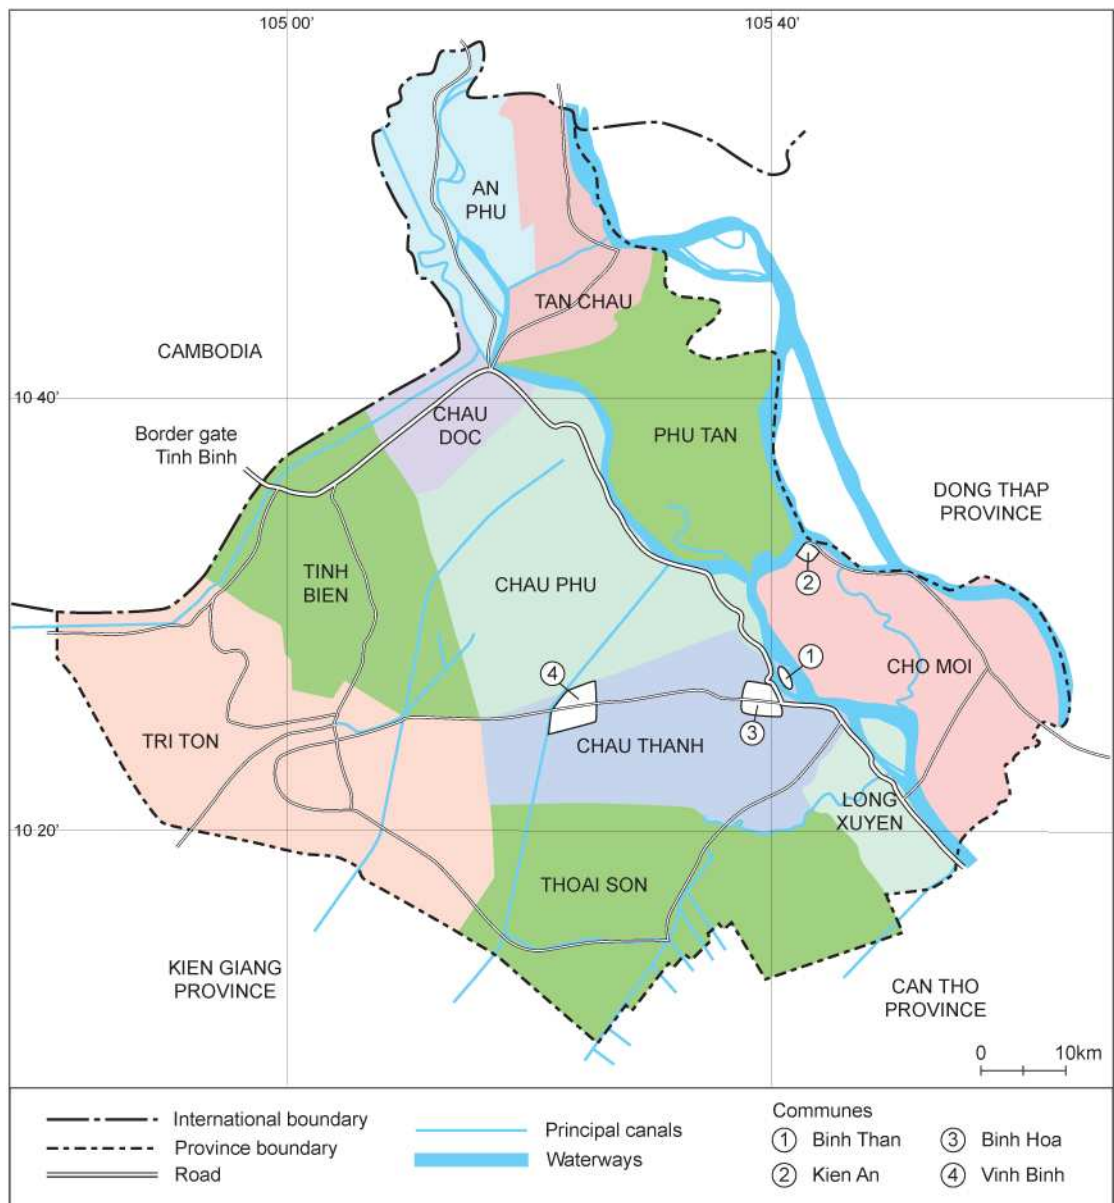 105 00'
105 40'
AN
PHU
TAN CHAU
CAMBODIA
10 40'
CHAU
DOC
Border gate
Tinh Binh
PHU TAN
DONG THAP
PROVINCE
TINH
BIEN
CHAU PHU
2
1
CHO MOI
4
TRI TON
3
CHAU THANH
LONG
XUYEN
10 20'
THOAI SON
KIEN GIANG
PROVINCE
CAN THO
PROVINCE
0 10km
International boundary
Province boundary
Road
Principal canals
Waterways
Communes
1 Binh Than
2 Kien An
3 Binh Hoa
4 Vinh Binh